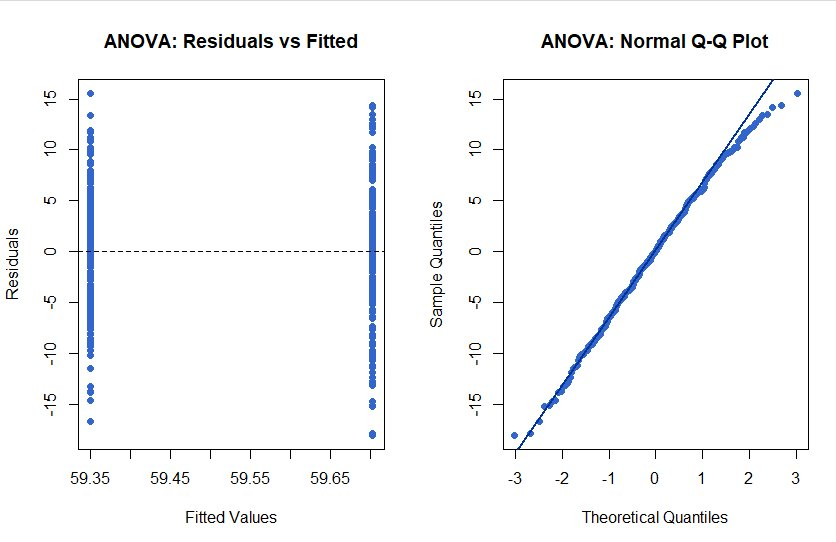 ANOVA: Residuals vs Fitted
Residuals
15
10
5
0
-5
-10
-15
59.35 59.45 59.55 59.65
Fitted Values
ANOVA: Normal Q-Q Plot
Sample Quantiles
15
10
5
0
-5
-10
-15
-3 -2 -1 0 1 2 3
Theoretical Quantiles